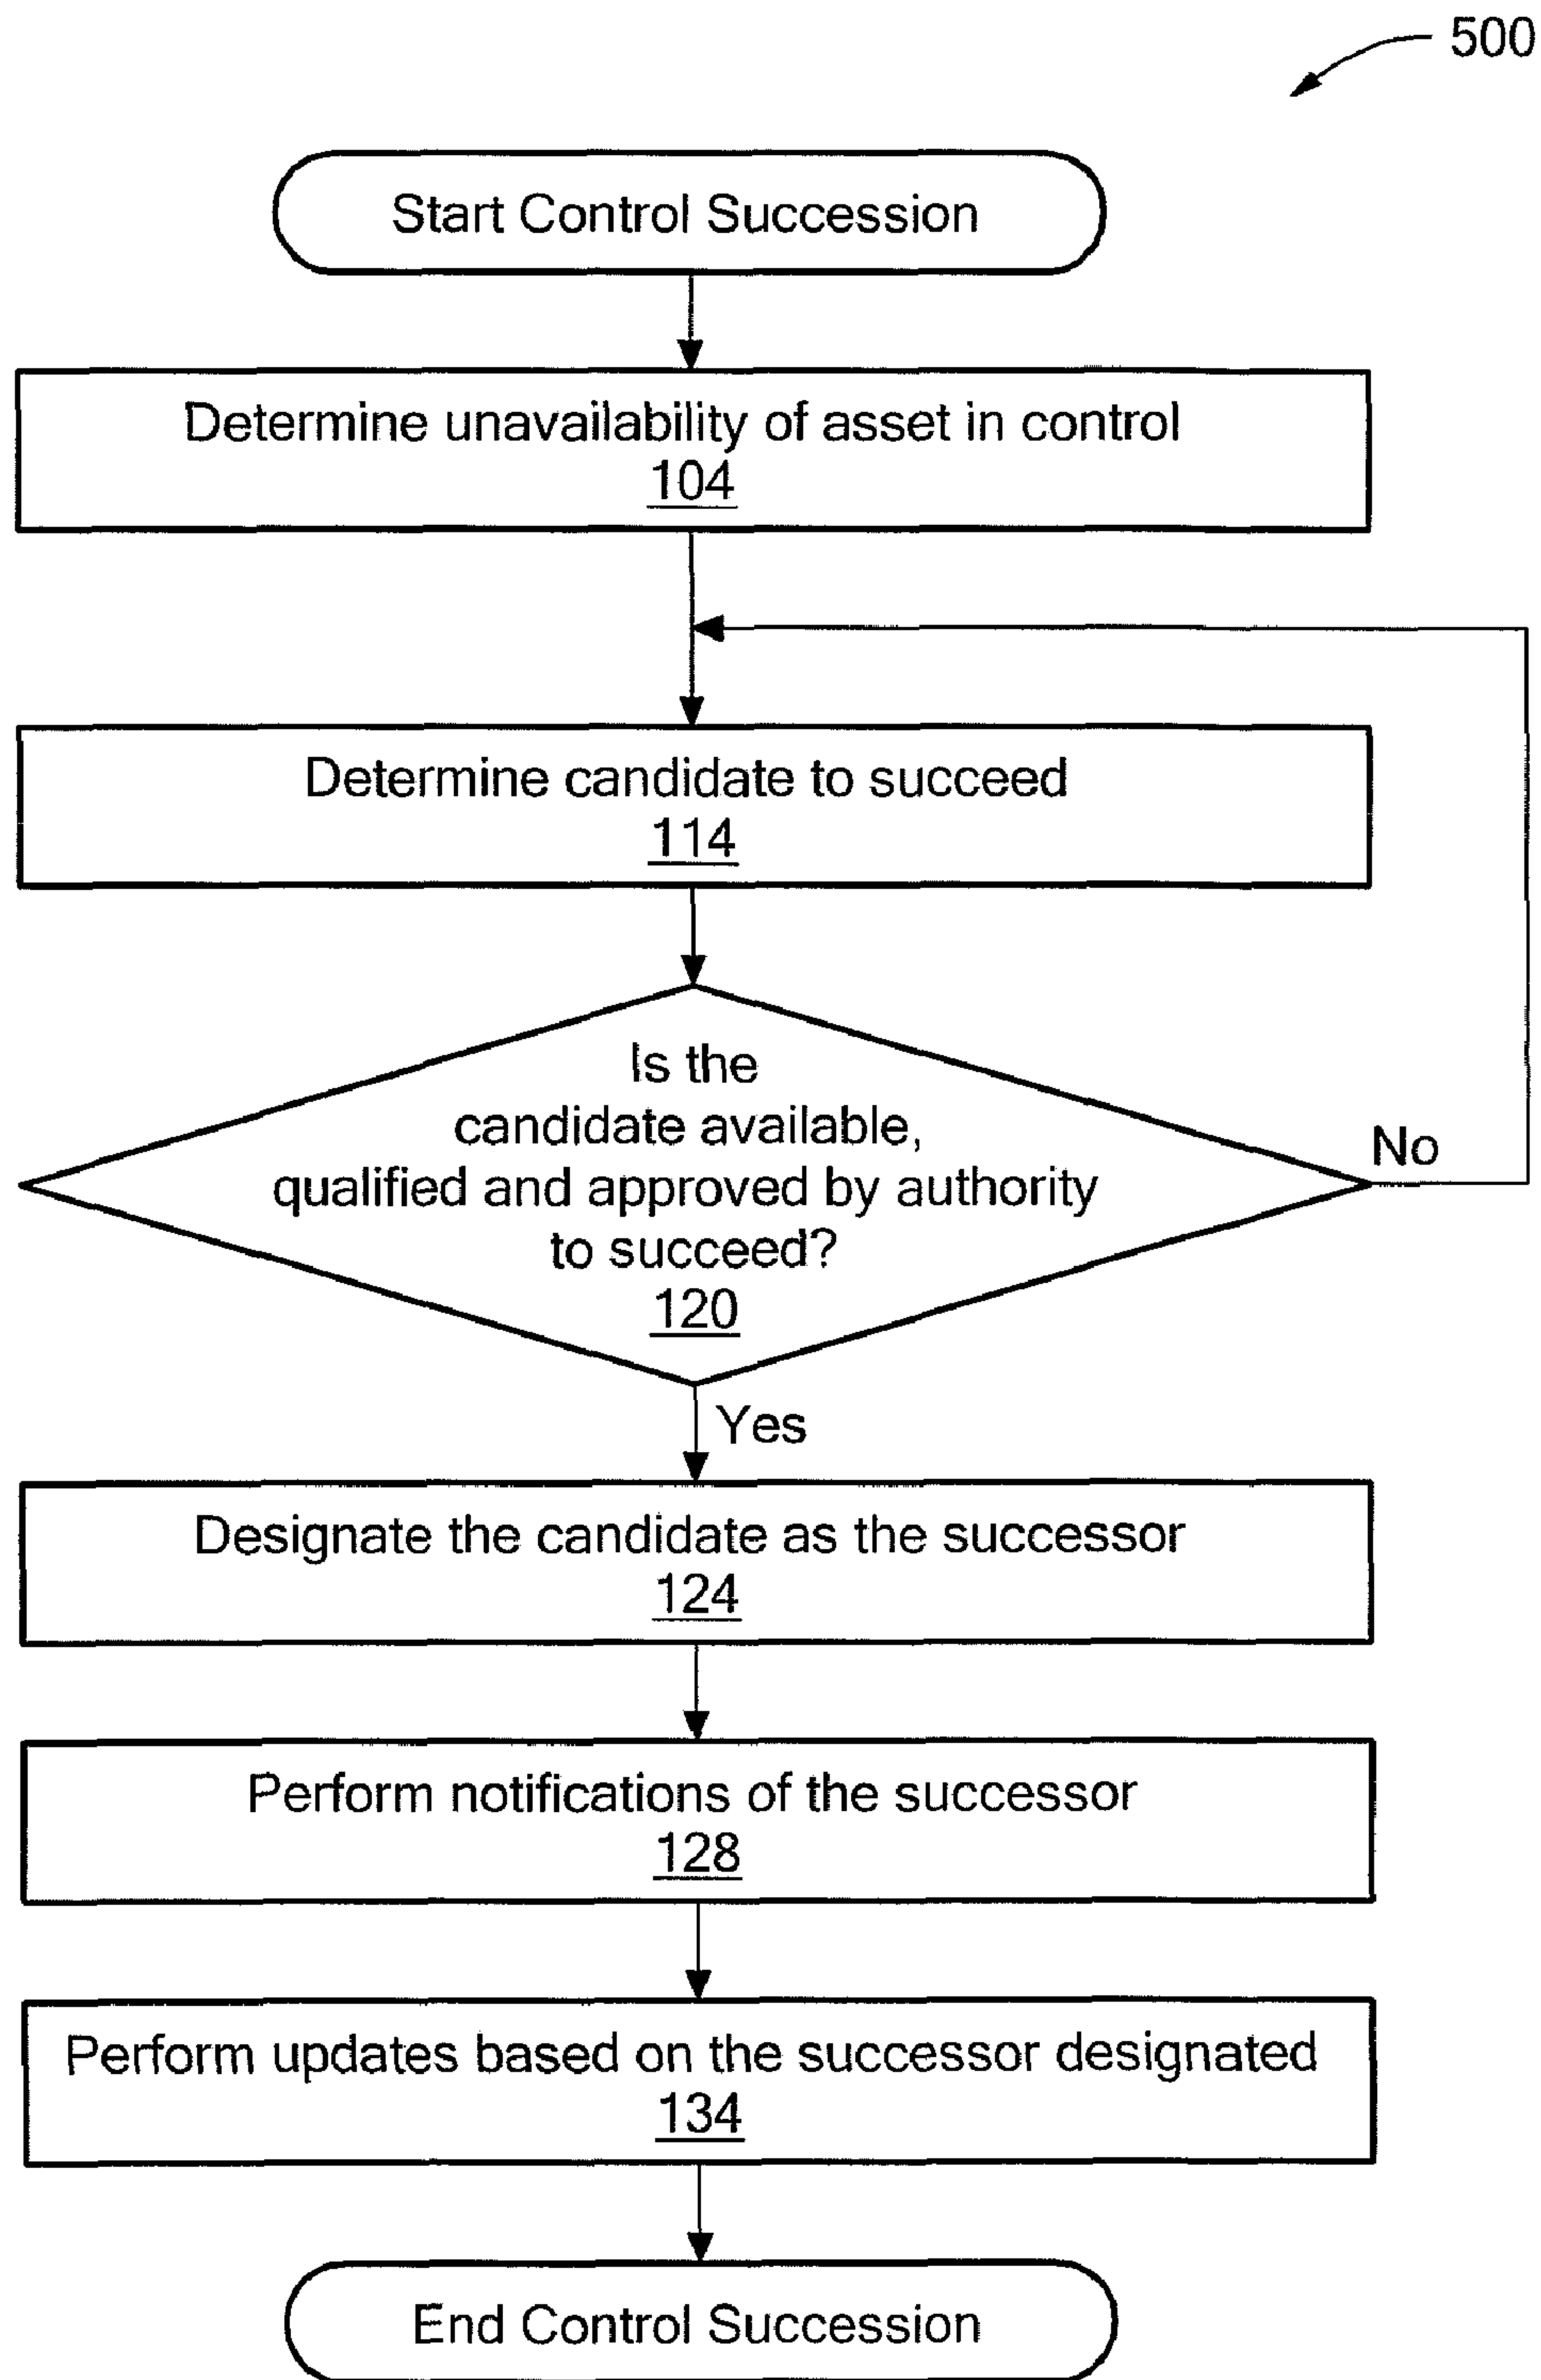 500
Start Control Succession
Determine unavailability of asset in control
104
Determine candidate to succeed
114
Is the
candidate available,
qualified and approved by authority
to succeed?
120
No
Yes
Designate the candidate as the successor
124
Perform notifications of the successor
128
Perform updates based on the successor designated
134
End Control Succession